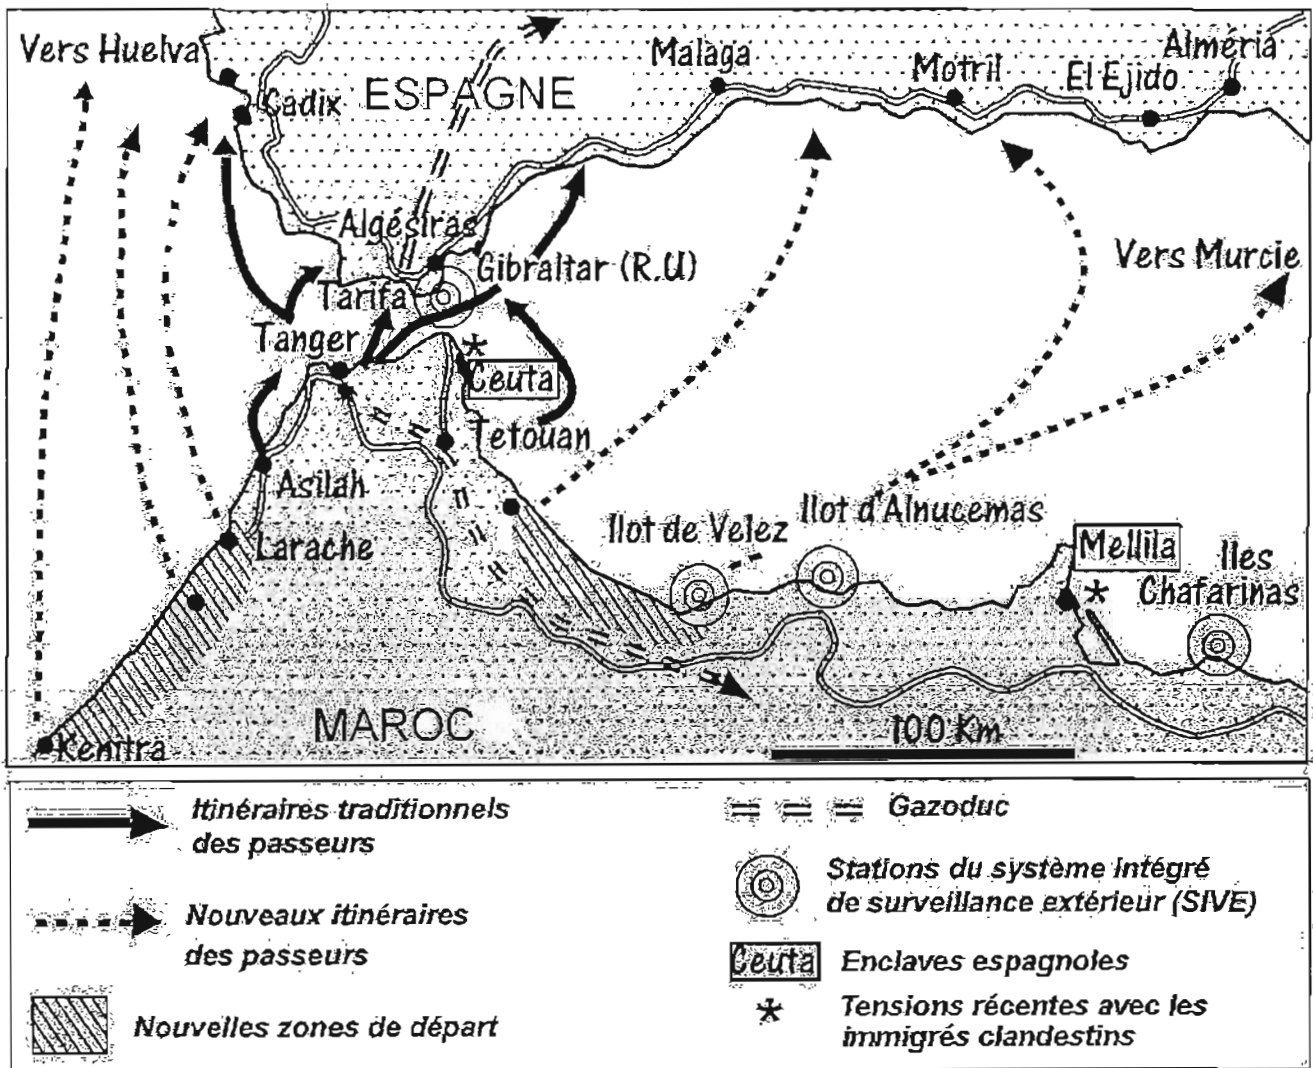 Vers Huelva
Cadix
ESPAGNE
Malaga
Motril
El Ejido
Alméria
Algésiras
Gibraltar (R.U)
Tarifa
Vers Murcie
Tanger
Ceuta
Tetouan
Asilah
Larache
Ilot de Velez
Ilot d'Alnucemas
Mellila
Iles
Chafarinas
Kenitra
MAROC
100 Km
Itinéraires traditionnels
des passeurs
Nouveaux itinéraires
des passeurs
Nouvelles zones de départ
Gazoduc
Stations du système intégré
de surveillance extérieur (SIVE)
Ceuta
Enclaves espagnoles
Tensions récentes avec les
immigrés clandestins